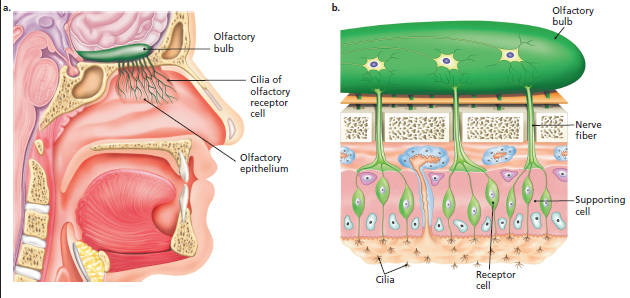 a.
Olfactory
bulb
Cilia of
olfactory
receptor
cell
Olfactory
epithelium
b.
Olfactory
bulb
Nerve
fiber
Supporting
cell
Cilia
Receptor
cell